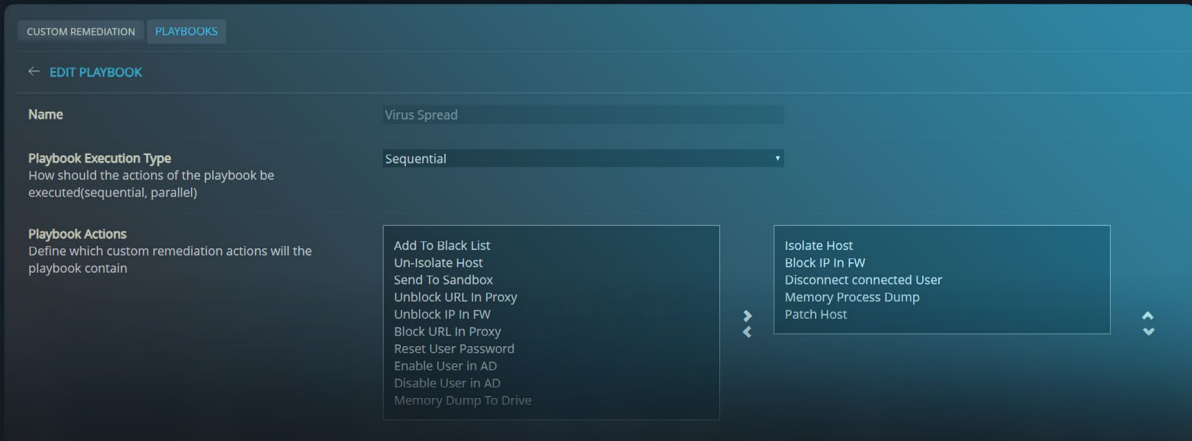 CUSTOM REMEDIATION
PLAYBOOKS
← EDIT PLAYBOOK
Name
Virus Spread
Playbook Execution Type
How should the actions of the playbook be
executed(sequential, parallel)
Sequential
Playbook Actions
Define which custom remediation actions will the
playbook contain
Add To Black List
Un-Isolate Host
Send To Sandbox
Unblock URL In Proxy
Unblock IP In FW
Block URL In Proxy
Reset User Password
Enable User in AD
Disable User in AD
Memory Dump To Drive
Isolate Host
Block IP In FW
Disconnect connected User
Memory Process Dump
Patch Host